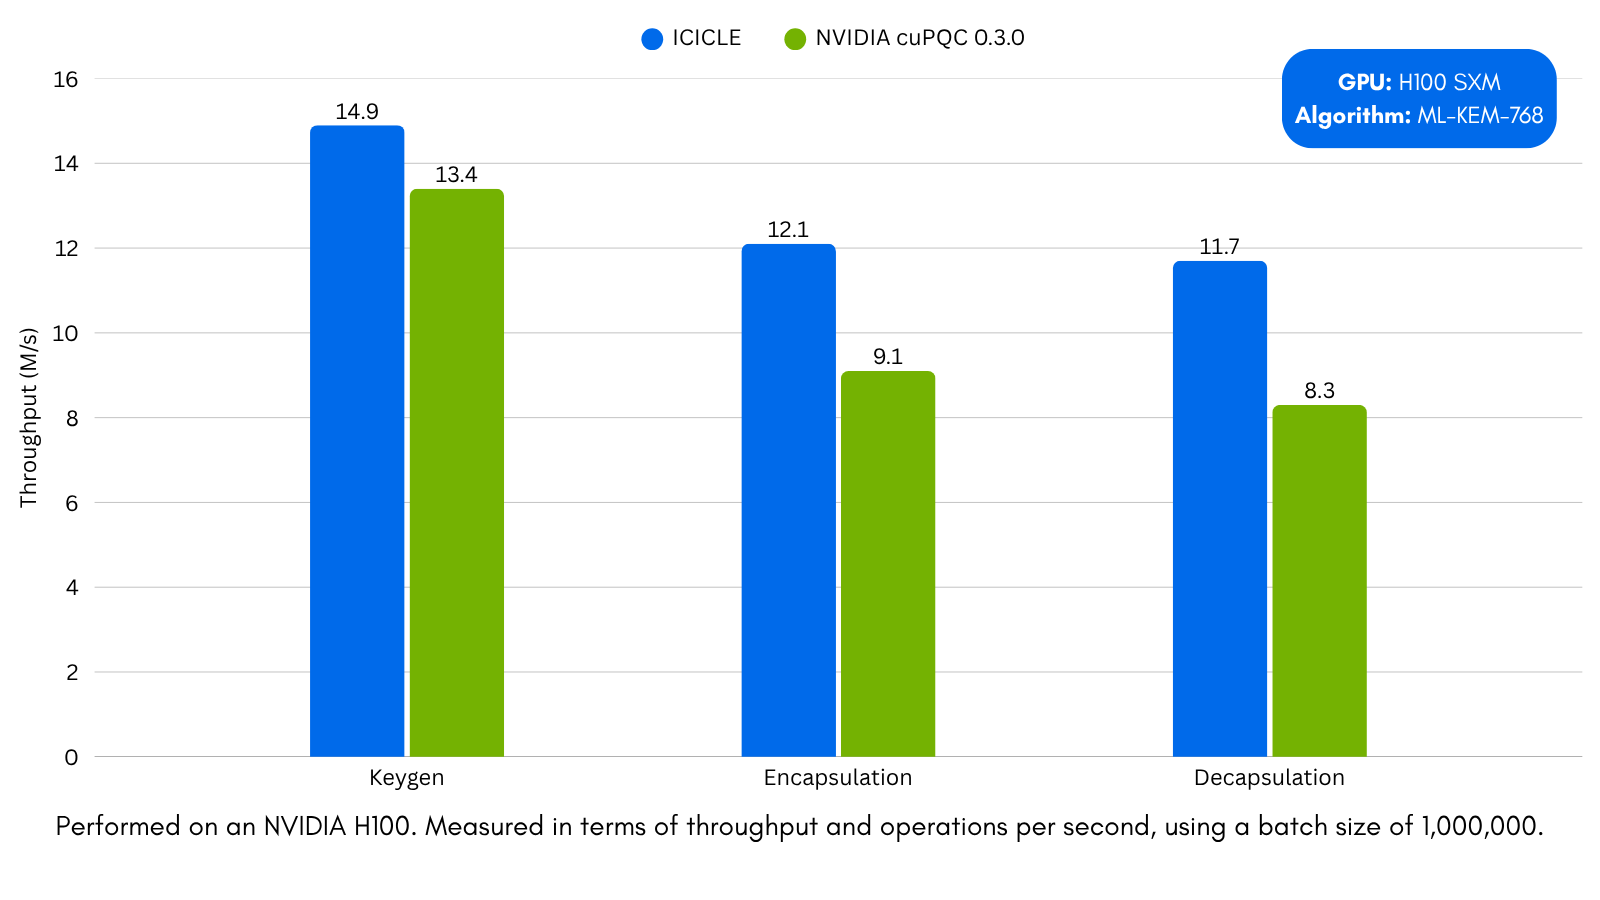 ICICLE
NVIDIA cuPQC 0.3.0
GPU: H100 SXM
Algorithm: ML-KEM-768
Throughput (M/s)
16
14
12
10
8
6
4
2
0
14.9
13.4
12.1
9.1
11.7
8.3
Keygen
Encapsulation
Decapsulation
Performed on an NVIDIA H100. Measured in terms of throughput and operations per second, using a batch size of 1,000,000.